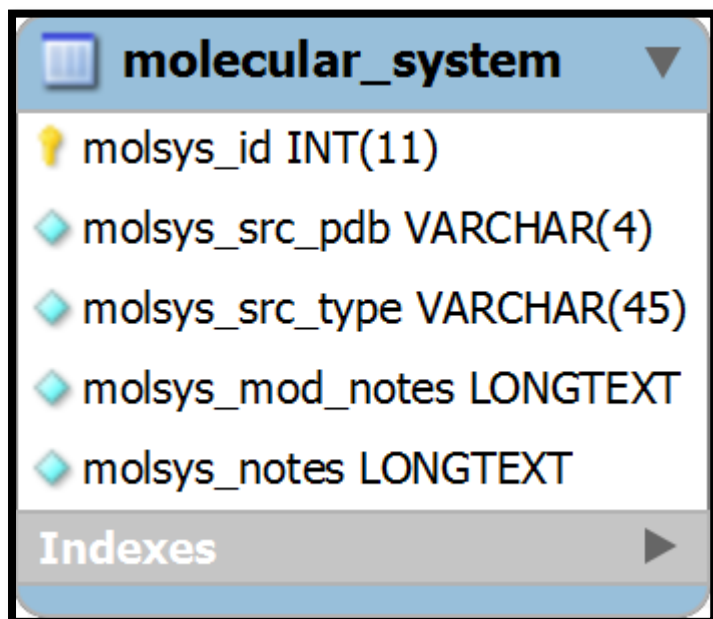 molecular_system
molsys_id INT(11)
molsys_src_pdb VARCHAR(4)
molsys_src_type VARCHAR(45)
molsys_mod_notes LONGTEXT
molsys_notes LONGTEXT
Indexes